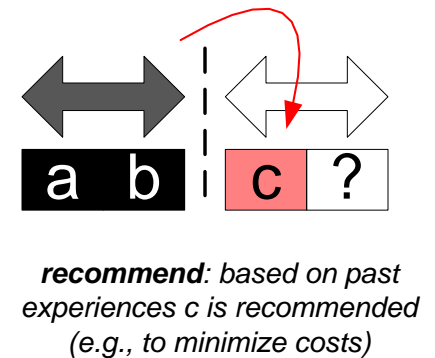 a b c ?
recommend: based on past
experiences c is recommended
(e.g., to minimize costs)